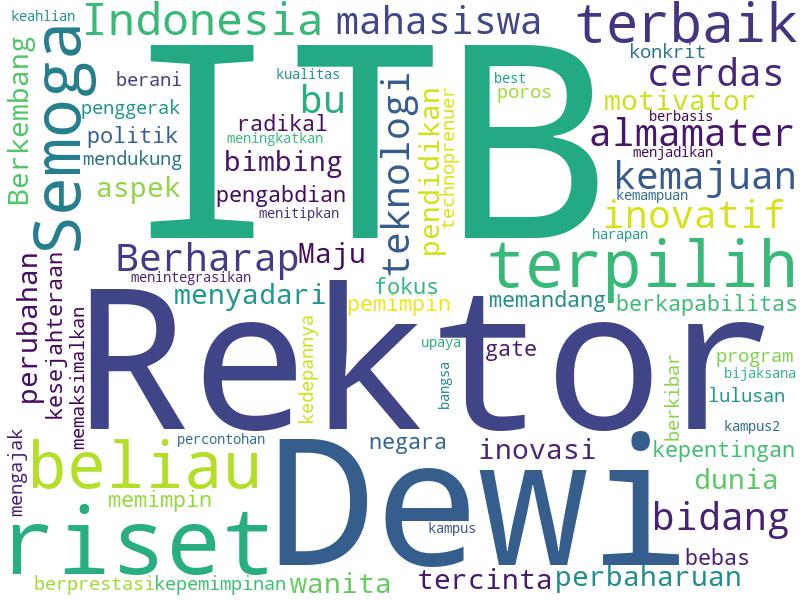 keahlian Indonesia mahasiswa terbaik
Berkembang Semoga berani kualitas best konkrit
penggerak bu poros cerdas
ITB
politik radikal teknologi pendidikan technoprenuer motivator
meningkatkan berbasis
mendukung bimbing almamater
menjadikan
aspek pengabdian kemajuan
menitipkan kemampuan
inovatif
harapan
perubahan kesejahteraan Berharap Maju terpilih
menintegrasikan
menyadari fokus memandang berkapabilitas
pemimpin
memaksimalkan Rektor
kedepannya upaya gate program
bangsa berkibar bijaksana
lulusan
kampus2
mengajak percontohan negara inovasi kepentingan
beliau Dewi dunia
memimpin
riset kampus bidang
bebas
berprestasi kepemimpinan wanita tercinta perbaharuan